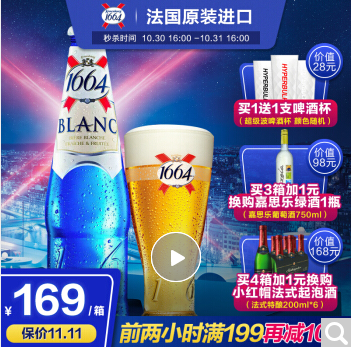 1664
法国原装进口
秒杀时间 10.30 16:00 -10.31 16:00
1664
BLANC
1664
HYPERBULL
HYPERBULL
价值
28元
买1送1支啤酒杯
(超级波啤酒杯 颜色随机)
价值
98元
买3箱加1元
换购嘉思乐绿酒1瓶
(嘉思乐葡萄酒750ml)
价值
168元
买4箱加1元换购
小红帽法式起泡酒
(法式特酿200ml*6)
¥169/箱
保价11.11
前两小时满199再减10